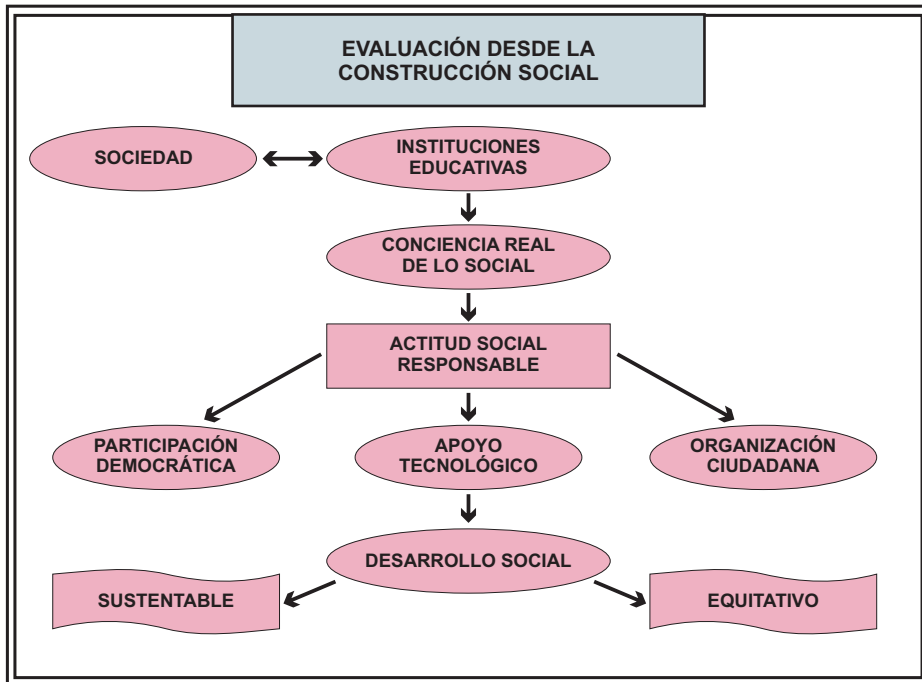 EVALUACIÓN DESDE LA
CONSTRUCCIÓN SOCIAL
SOCIEDAD
INSTITUCIONES
EDUCATIVAS
CONCIENCIA REAL
DE LO SOCIAL
ACTITUD SOCIAL
RESPONSABLE
PARTICIPACIÓN
DEMOCRÁTICA
APOYO
TECNOLÓGICO
ORGANIZACIÓN
CIUDADANA
DESARROLLO SOCIAL
SUSTENTABLE
EQUITATIVO